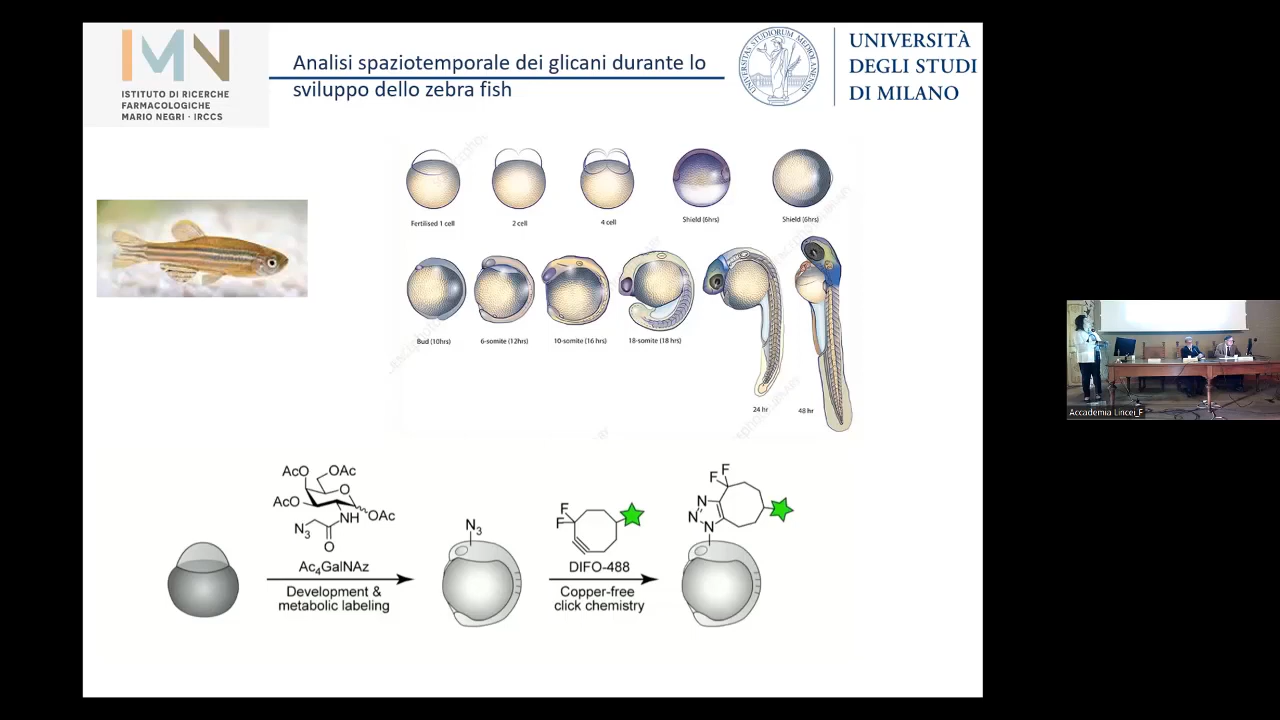 IMN
ISTITUTO DI RICERCHE
FARMACOLOGICHE
MARIO NEGRI · IRCCS
Analisi spaziotemporale dei glicani durante lo
sviluppo dello zebra fish
UNIVERSITÀ
DEGLI STUDI
DI MILANO
Fertilised 1 cell
2 cell
4 cell
Shield (6hrs)
Shield (6hrs)
Bud (10hrs)
6-somite (12hrs)
10-somite (16 hrs)
18-somite (18 hrs)
24 hr
48 hr
AcO
OAc
O
AcO
NH
OAc
N3
O
Ac4GalNAz
Development &
metabolic labeling
N3
F
F
DIFO-488
Copper-free
click chemistry
F
F
N
N
N
Accademia Lincei_F